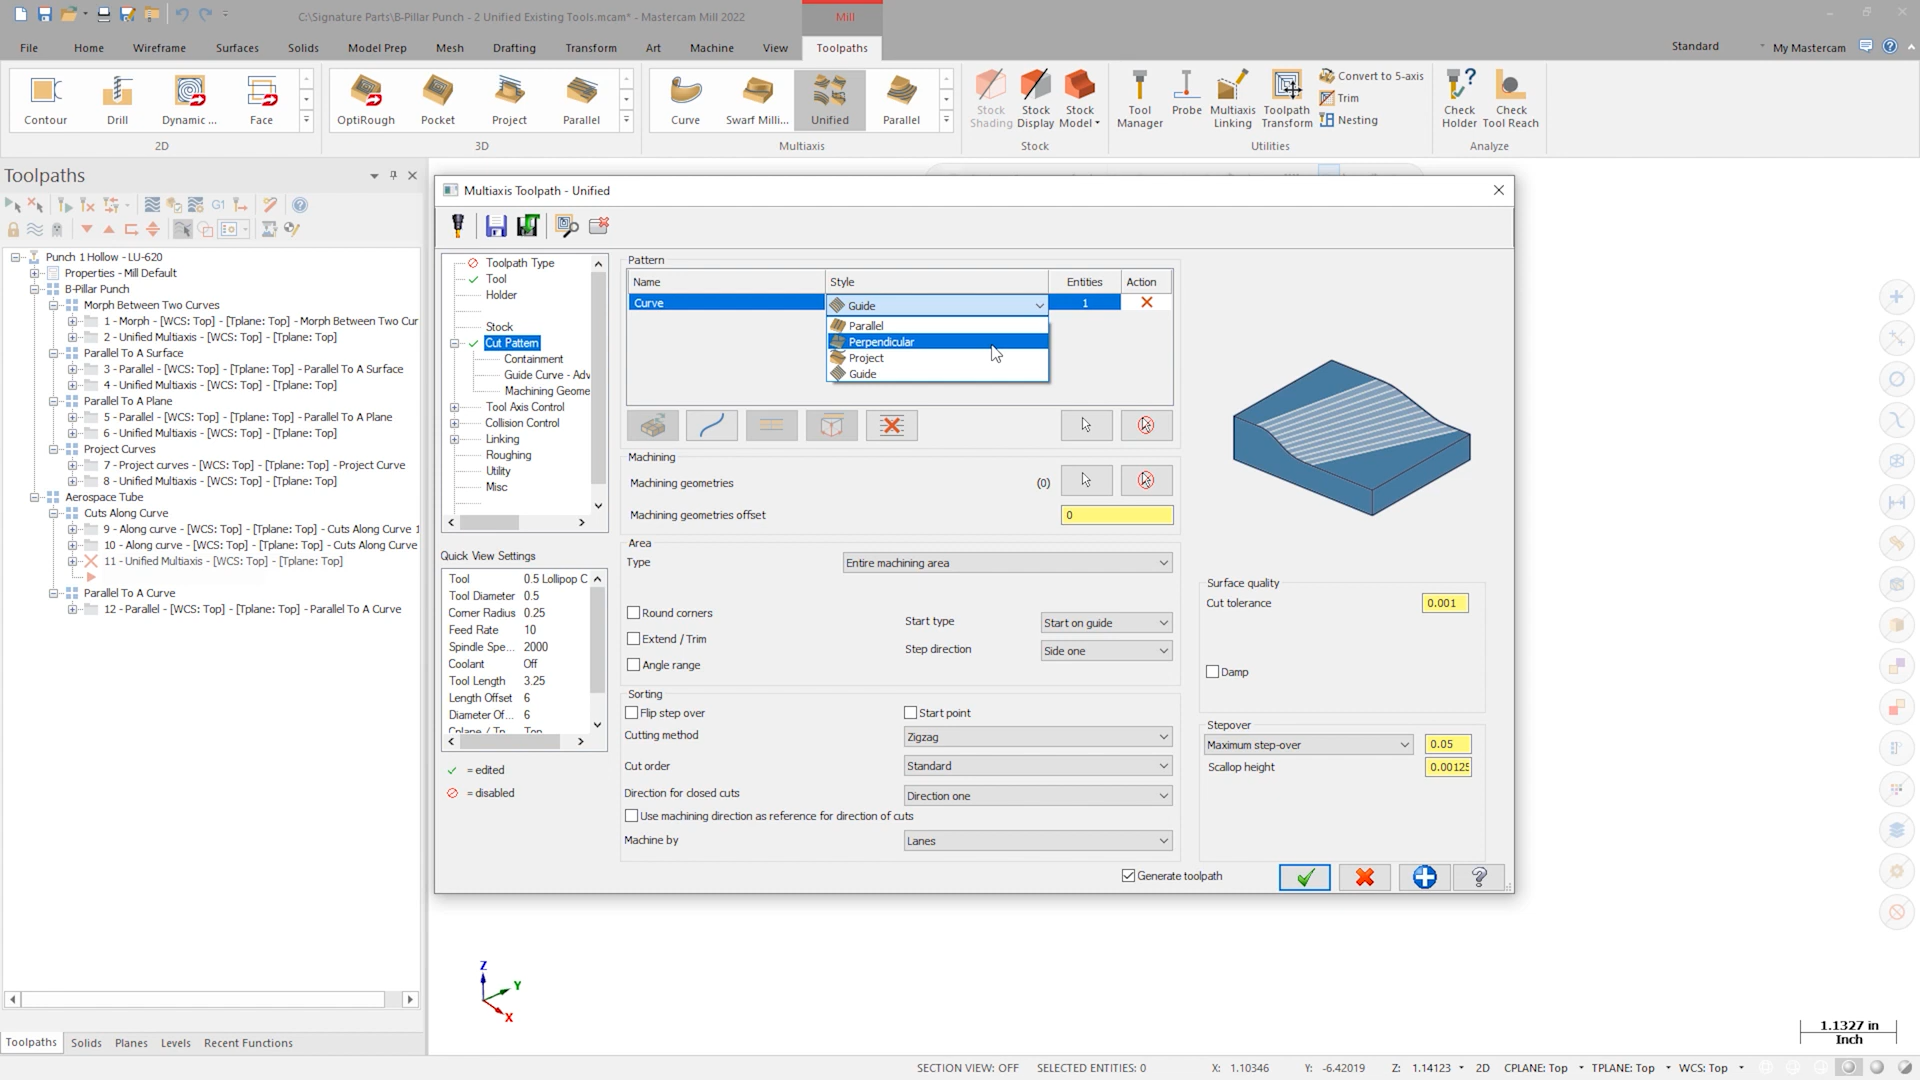 C:\Signature Parts\B-Pillar Punch - 2 Unified Existing Tools.mcam* - Mastercam Mill 2022
Mill
File Home Wireframe Surfaces Solids Model Prep Mesh Drafting Transform Art Machine View Toolpaths
Standard My Mastercam
Contour Drill Dynamic ... Face
2D
OptiRough Pocket Project Parallel
3D
Curve Swarf Milli... Unified Parallel
Multiaxis
Stock Shading
Stock Display
Stock Model
Stock
Tool Manager
Probe
Multiaxis Linking
Toolpath Transform
Convert to 5-axis
Trim
Nesting
Utilities
Check Holder
Check Tool Reach
Analyze
Toolpaths
G1
Punch 1 Hollow - LU-620
Properties - Mill Default
B-Pillar Punch
Morph Between Two Curves
1 - Morph - [WCS: Top] - [Tplane: Top] - Morph Between Two Cur
2 - Unified Multiaxis - [WCS: Top] - [Tplane: Top]
Parallel To A Surface
3 - Parallel - [WCS: Top] - [Tplane: Top] - Parallel To A Surface
4 - Unified Multiaxis - [WCS: Top] - [Tplane: Top]
Parallel To A Plane
5 - Parallel - [WCS: Top] - [Tplane: Top] - Parallel To A Plane
6 - Unified Multiaxis - [WCS: Top] - [Tplane: Top]
Project Curves
7 - Project curves - [WCS: Top] - [Tplane: Top] - Project Curve
8 - Unified Multiaxis - [WCS: Top] - [Tplane: Top]
Aerospace Tube
Cuts Along Curve
9 - Along curve - [WCS: Top] - [Tplane: Top] - Cuts Along Curve 1
10 - Along curve - [WCS: Top] - [Tplane: Top] - Cuts Along Curve
11 - Unified Multiaxis - [WCS: Top] - [Tplane: Top]
Parallel To A Curve
12 - Parallel - [WCS: Top] - [Tplane: Top] - Parallel To A Curve
Toolpaths Solids Planes Levels Recent Functions
Multiaxis Toolpath - Unified
Toolpath Type
Tool
Holder
Stock
Cut Pattern
Containment
Guide Curve - Adv
Machining Geome
Tool Axis Control
Collision Control
Linking
Roughing
Utility
Misc
Quick View Settings
Tool 0.5 Lollipop C
Tool Diameter 0.5
Corner Radius 0.25
Feed Rate 10
Spindle Spe... 2000
Coolant Off
Tool Length 3.25
Length Offset 6
Diameter Of... 6
Cplane / Tp... Top
= edited
= disabled
Pattern
Name Style Entities Action
Curve Guide 1
Parallel
Perpendicular
Project
Guide
Machining
Machining geometries (0)
Machining geometries offset 0
Area
Type Entire machining area
Round corners
Extend / Trim
Angle range
Start type Start on guide
Step direction Side one
Sorting
Flip step over
Start point
Cutting method Zigzag
Cut order Standard
Direction for closed cuts Direction one
Use machining direction as reference for direction of cuts
Machine by Lanes
Surface quality
Cut tolerance 0.001
Damp
Stepover
Maximum step-over 0.05
Scallop height 0.00125
Generate toolpath
Z
Y
X
1.1327 in
Inch
SECTION VIEW: OFF SELECTED ENTITIES: 0 X: 1.10346 Y: -6.42019 Z: 1.14123 2D CPLANE: Top TPLANE: Top WCS: Top